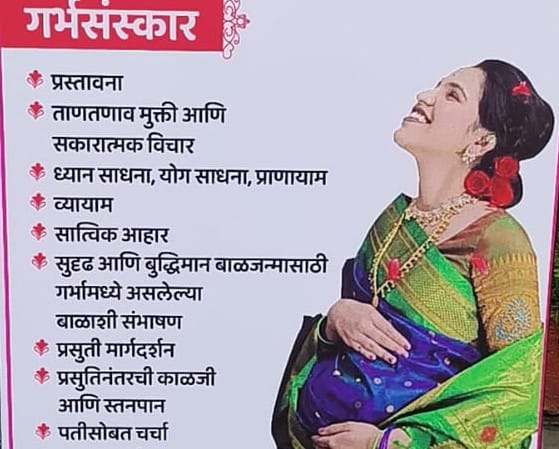 गर्भसंस्कार
प्रस्तावना
ताणतणाव मुक्ती आणि
सकारात्मक विचार
ध्यान साधना, योग साधना, प्राणायाम
व्यायाम
सात्विक आहार
सुदृढ आणि बुद्धिमान बाळजन्मासाठी
गर्भामध्ये असलेल्या
बाळाशी संभाषण
प्रसुती मार्गदर्शन
प्रसुतिनंतरची काळजी
आणि स्तनपान
पतीसोबत चर्चा